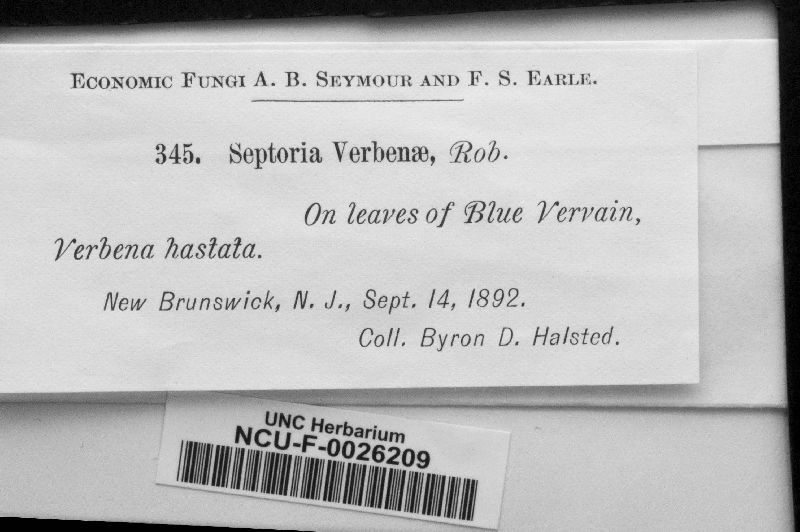 Economic Fungi A. B. Seymour and F. S. Earle.
345. Septoria Verbenæ, Rob.
On leaves of Blue Vervain,
Verbena hastata.
New Brunswick, N. J., Sept. 14, 1892.
Coll. Byron D. Halsted.
UNC Herbarium
NCU-F-0026209